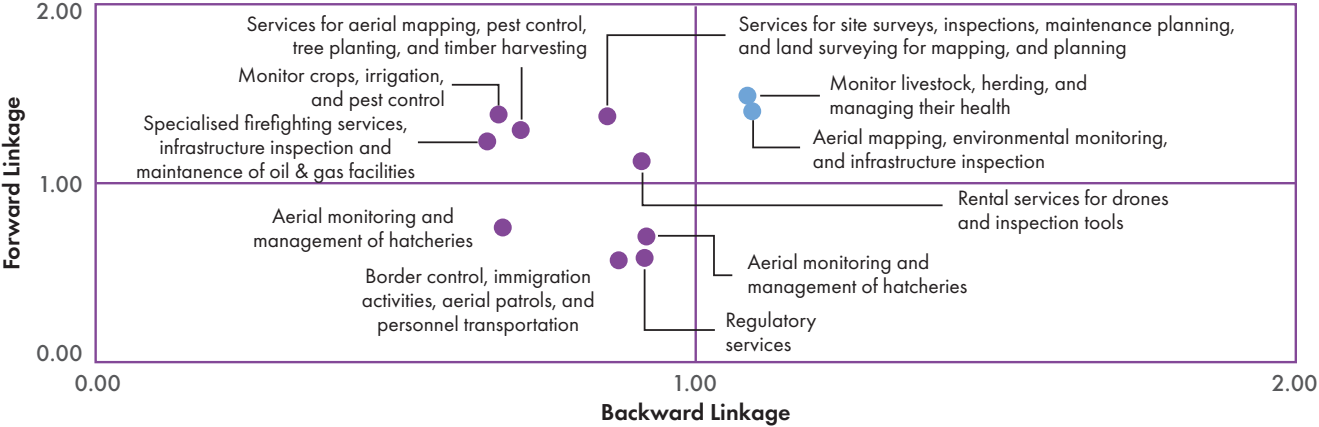 2.00
Services for aerial mapping, pest control,
tree planting, and timber harvesting
Services for site surveys, inspections, maintenance planning,
and land surveying for mapping, and planning
Monitor crops, irrigation,
and pest control
Monitor livestock, herding, and
managing their health
Specialised firefighting services,
infrastructure inspection and
maintanence of oil & gas facilities
Aerial mapping, environmental monitoring,
and infrastructure inspection
Forward Linkage
1.00
Rental services for drones
and inspection tools
Aerial monitoring and
management of hatcheries
Aerial monitoring and
management of hatcheries
Border control, immigration
activities, aerial patrols, and
personnel transportation
Regulatory
services
0.00
0.00
1.00
2.00
Backward Linkage